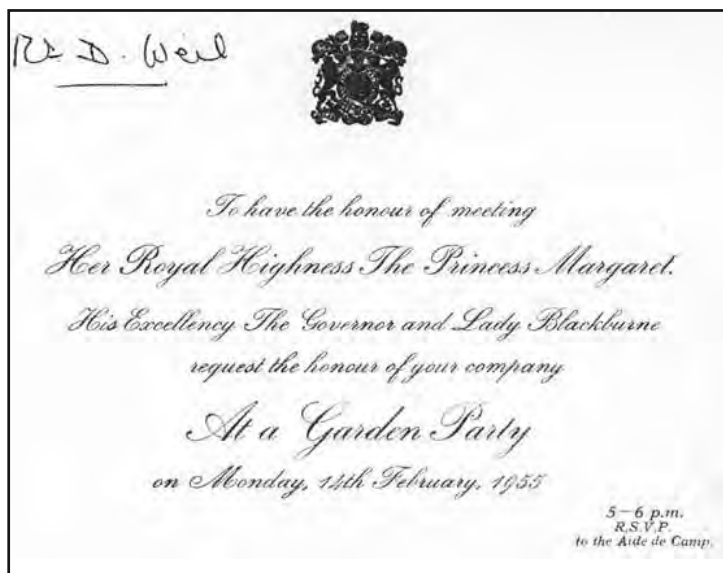 D. Weil
To have the honour of meeting
Her Royal Highness The Princess Margaret.
His Excellency The Governor and Lady Blackburne
request the honour of your company
At a Garden Party
on Monday, 14th February, 1955
5–6 p.m.
R.S.V.P.
to the Aide de Camp.